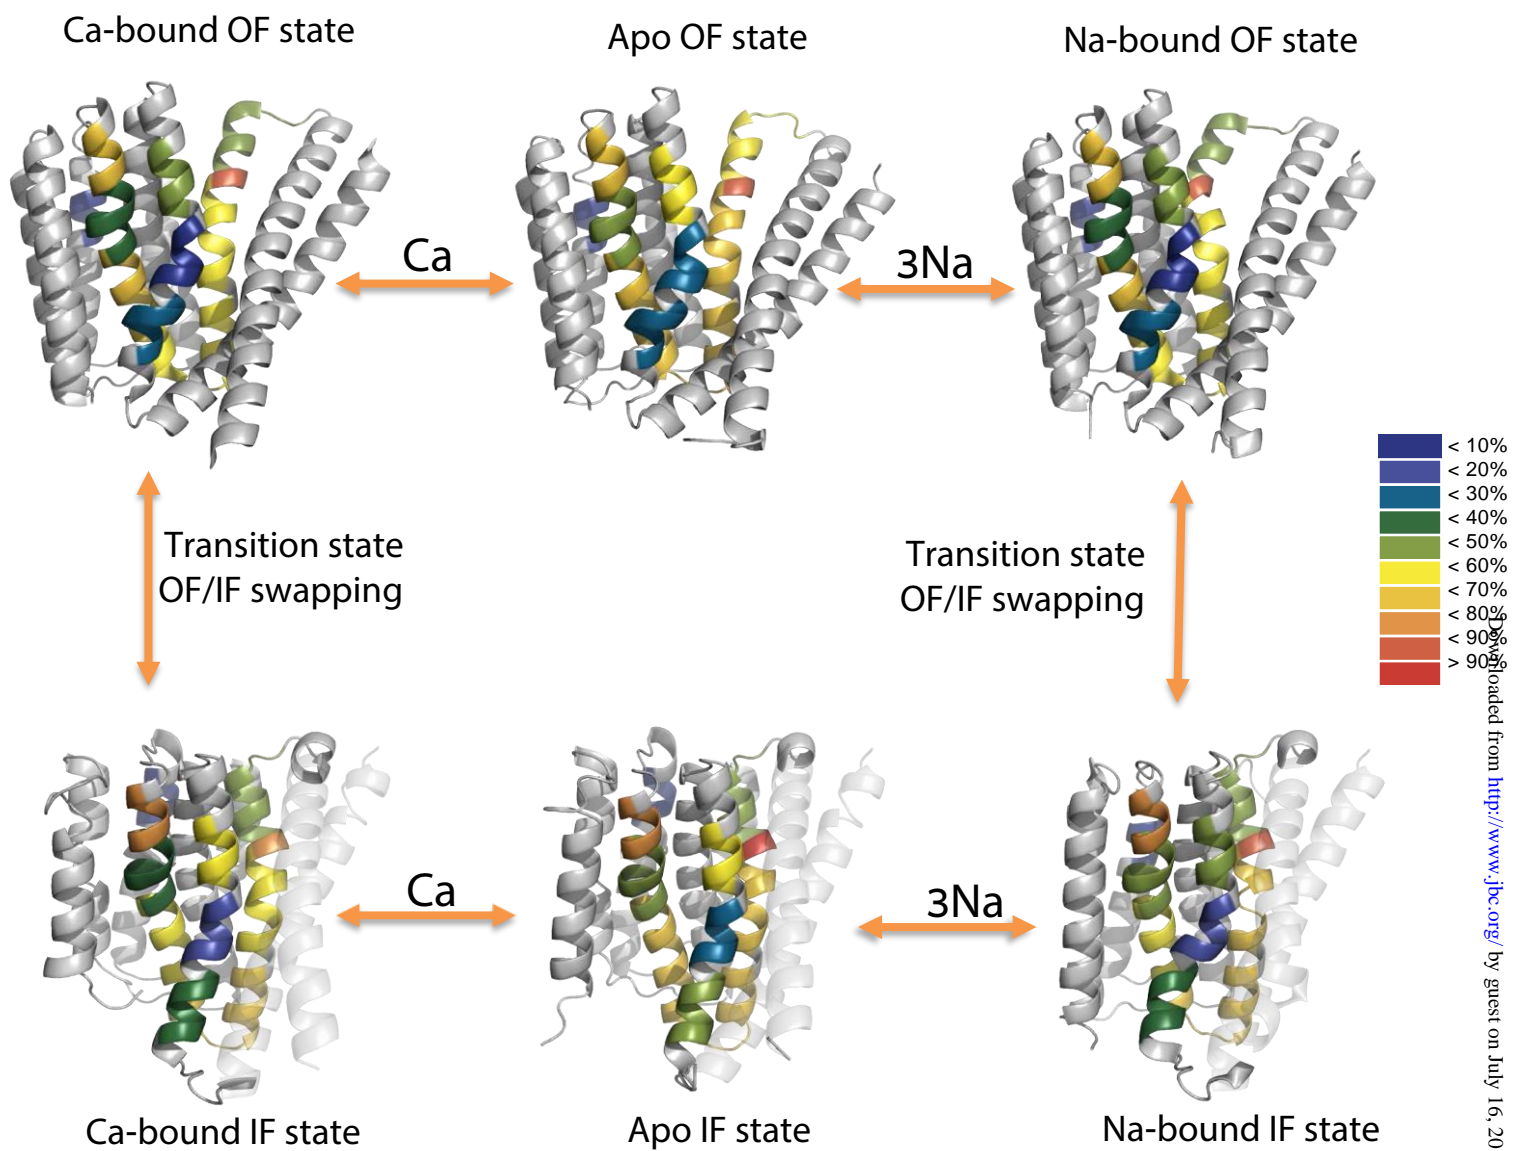 Ca-bound OF state
Apo OF state
Na-bound OF state
Ca
3Na
Transition state
OF/IF swapping
Transition state
OF/IF swapping
< 10%
< 20%
< 30%
< 40%
< 50%
< 60%
< 70%
< 80%
< 90%
> 90%
Ca
3Na
Ca-bound IF state
Apo IF state
Na-bound IF state
Downloaded from http://www.jbc.org/ by guest on July 16, 20